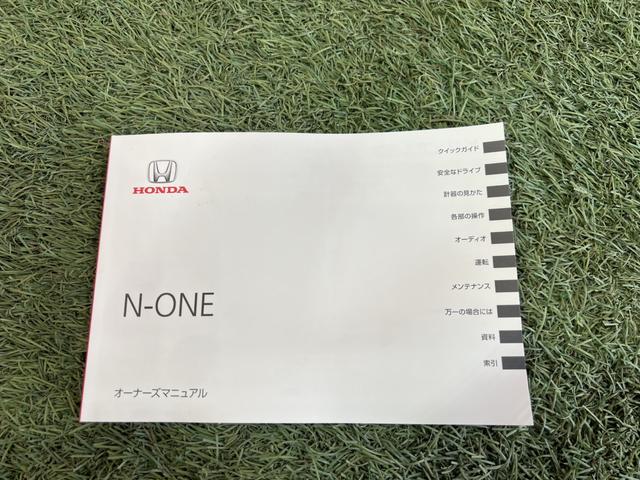 HONDA
N-ONE
オーナーズマニュアル
クイックガイド
安全なドライブ
計器の見かた
各部の操作
オーディオ
運転
メンテナンス
万一の場合には
資料
索引